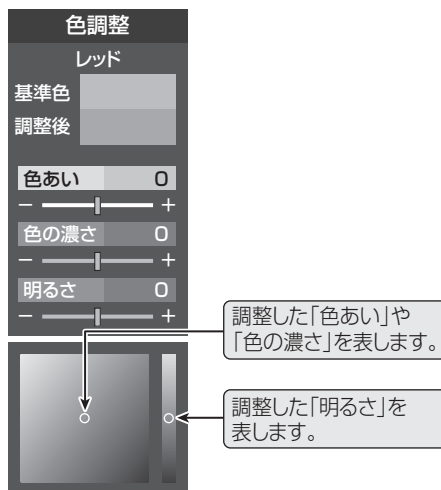 色調整
レッド
基準色
調整後
色あい 0
− +
色の濃さ 0
− +
明るさ 0
− +
調整した「色あい」や
「色の濃さ」を表します。
調整した「明るさ」を
表します。